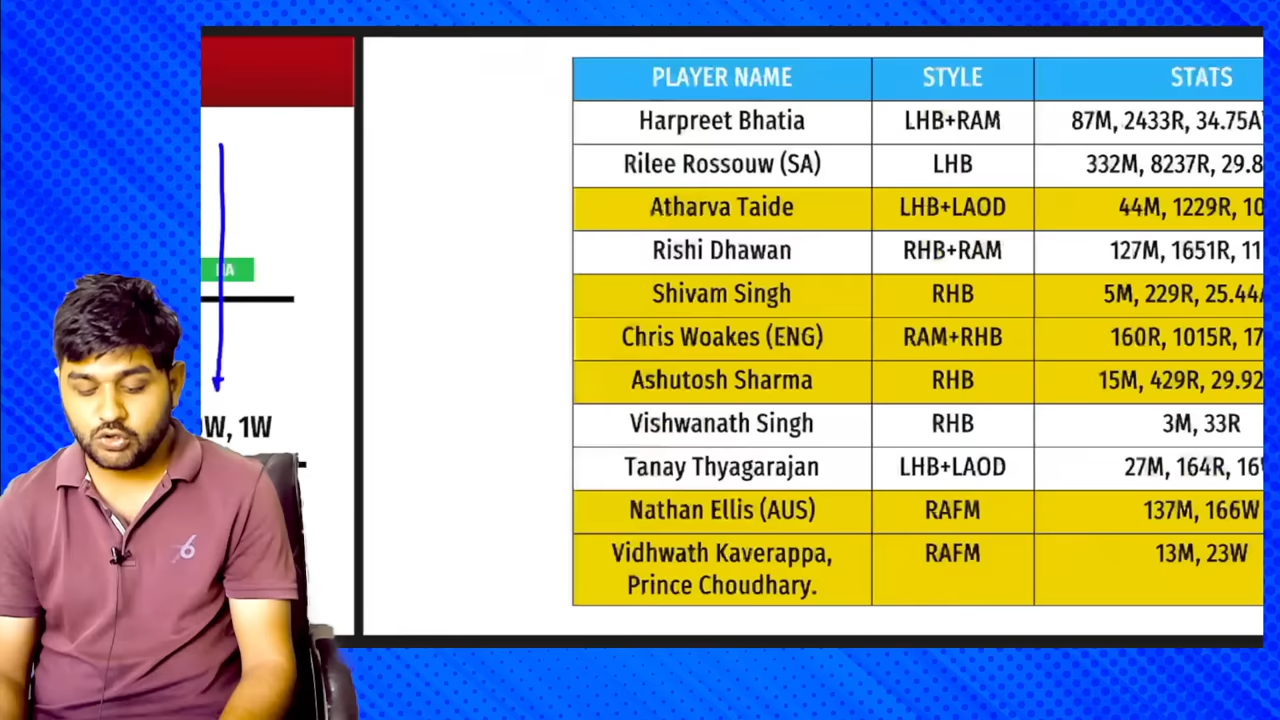 PLAYER NAME STYLE STATS
Harpreet Bhatia LHB+RAM 87M, 2433R, 34.75A
Rilee Rossouw (SA) LHB 332M, 8237R, 29.8
Atharva Taide LHB+LAOD 44M, 1229R, 10
Rishi Dhawan RHB+RAM 127M, 1651R, 11
Shivam Singh RHB 5M, 229R, 25.44
Chris Woakes (ENG) RAM+RHB 160R, 1015R, 17
Ashutosh Sharma RHB 15M, 429R, 29.92
Vishwanath Singh RHB 3M, 33R
Tanay Thyagarajan LHB+LAOD 27M, 164R, 16
Nathan Ellis (AUS) RAFM 137M, 166W
Vidhwath Kaverappa, RAFM 13M, 23W
Prince Choudhary.
W, 1W